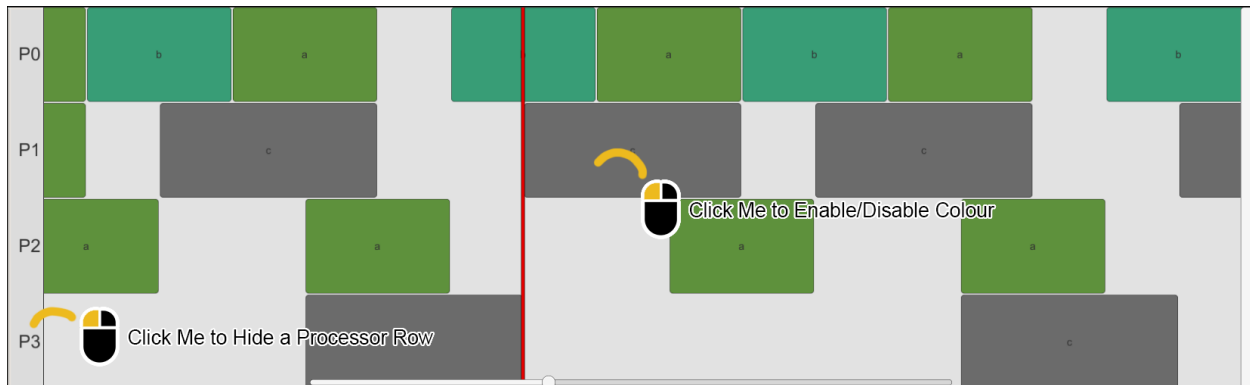 P0 b a b a b a b
P1 c c c
P2 a a a a
P3 c
Click Me to Enable/Disable Colour
Click Me to Hide a Processor Row